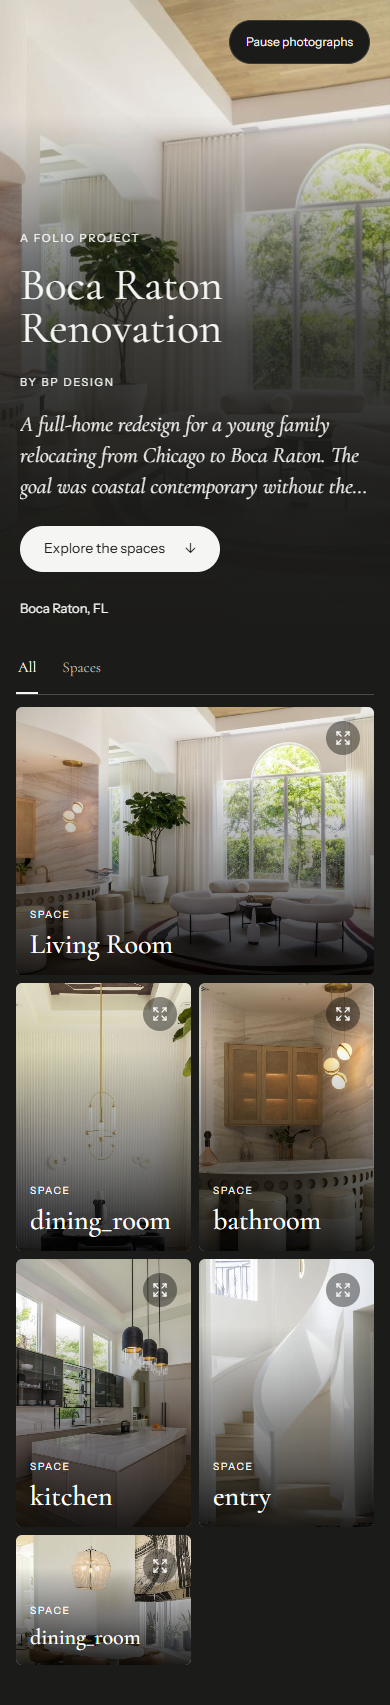 Pause photographs
A FOLIO PROJECT
Boca Raton
Renovation
BY BP DESIGN
A full-home redesign for a young family
relocating from Chicago to Boca Raton. The
goal was coastal contemporary without the...
Explore the spaces ↓
Boca Raton, FL
All Spaces
SPACE
Living Room
SPACE
dining_room
SPACE
bathroom
SPACE
kitchen
SPACE
entry
SPACE
dining_room